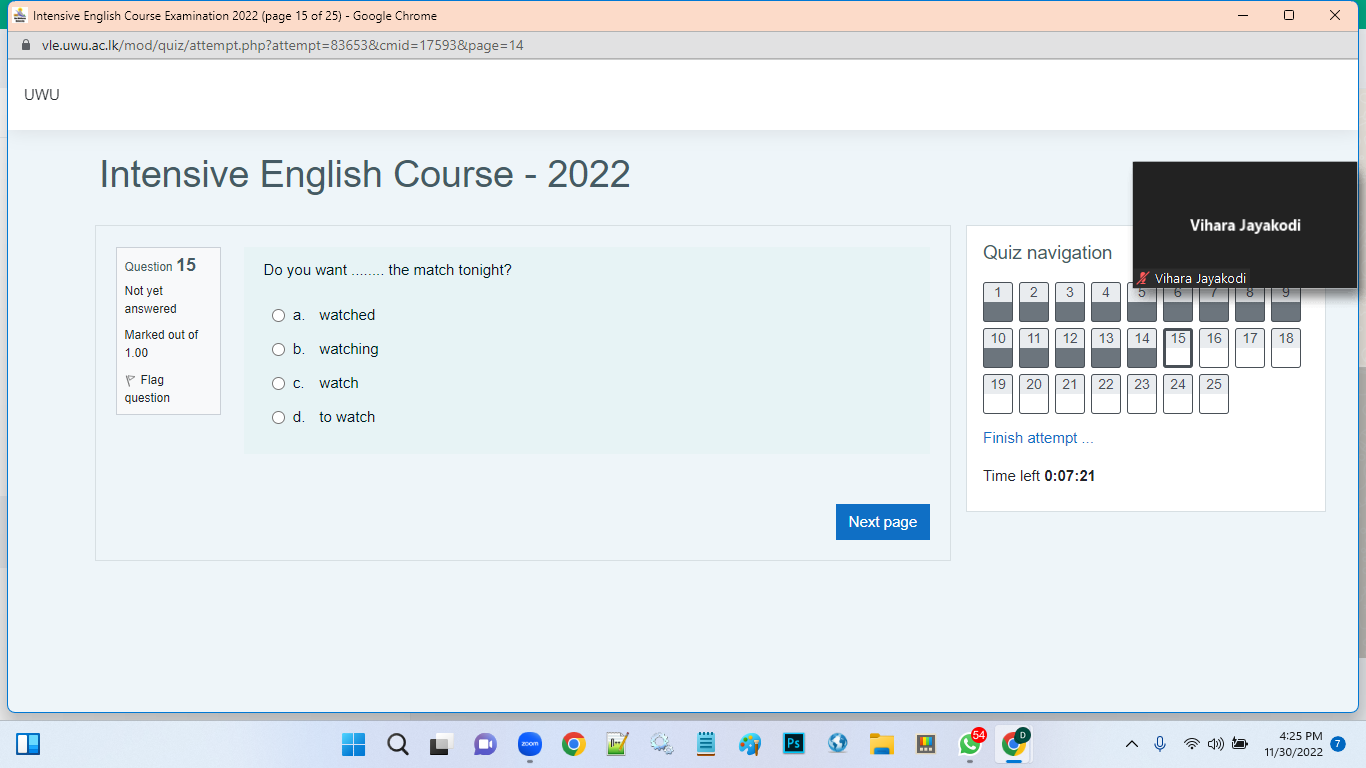 Intensive English Course Examination 2022 (page 15 of 25) - Google Chrome
vle.uwu.ac.lk/mod/quiz/attempt.php?attempt=83653&cmid=17593&page=14
UWU
Intensive English Course - 2022
Question 15
Not yet
answered
Marked out of
1.00
Flag
question
Do you want ........ the match tonight?
a. watched
b. watching
c. watch
d. to watch
Next page
Quiz navigation
Vihara Jayakodi
Vihara Jayakodi
1 2 3 4 5 6 7 8 9
10 11 12 13 14 15 16 17 18
19 20 21 22 23 24 25
Finish attempt ...
Time left 0:07:21
zoom
Ps
54
D
4:25 PM
11/30/2022
7